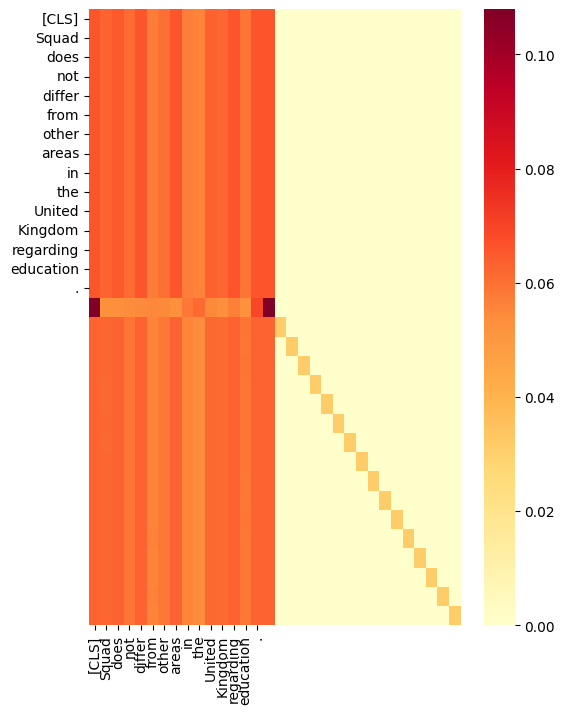 [CLS]
Squad
does
not
differ
from
other
areas
in
the
United
Kingdom
regarding
education
.
0.10
0.08
0.06
0.04
0.02
0.00
[CLS]
Squad
does
not
differ
from
other
areas
in
the
United
Kingdom
regarding
education
.